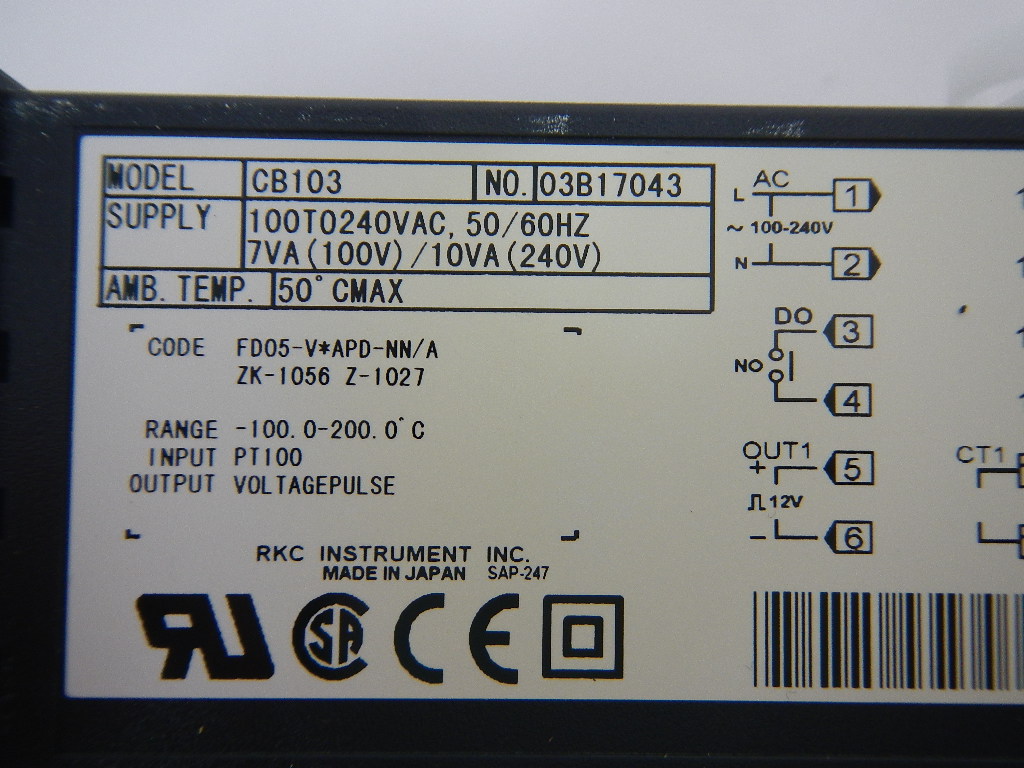 MODEL CB103 NO. 03B17043
SUPPLY 100TO240VAC, 50/60HZ
7VA(100V)/10VA(240V)
AMB. TEMP. 50°CMAX
CODE FD05-V*APD-NN/A
ZK-1056 Z-1027
RANGE -100.0-200.0°C
INPUT PT100
OUTPUT VOLTAGEPULSE
RKC INSTRUMENT INC.
MADE IN JAPAN SAP-247
CE
L AC 1
~ 100-240V
N 2
DO 3
NO
4
OUT1
+ 5
12V
- 6
CT1